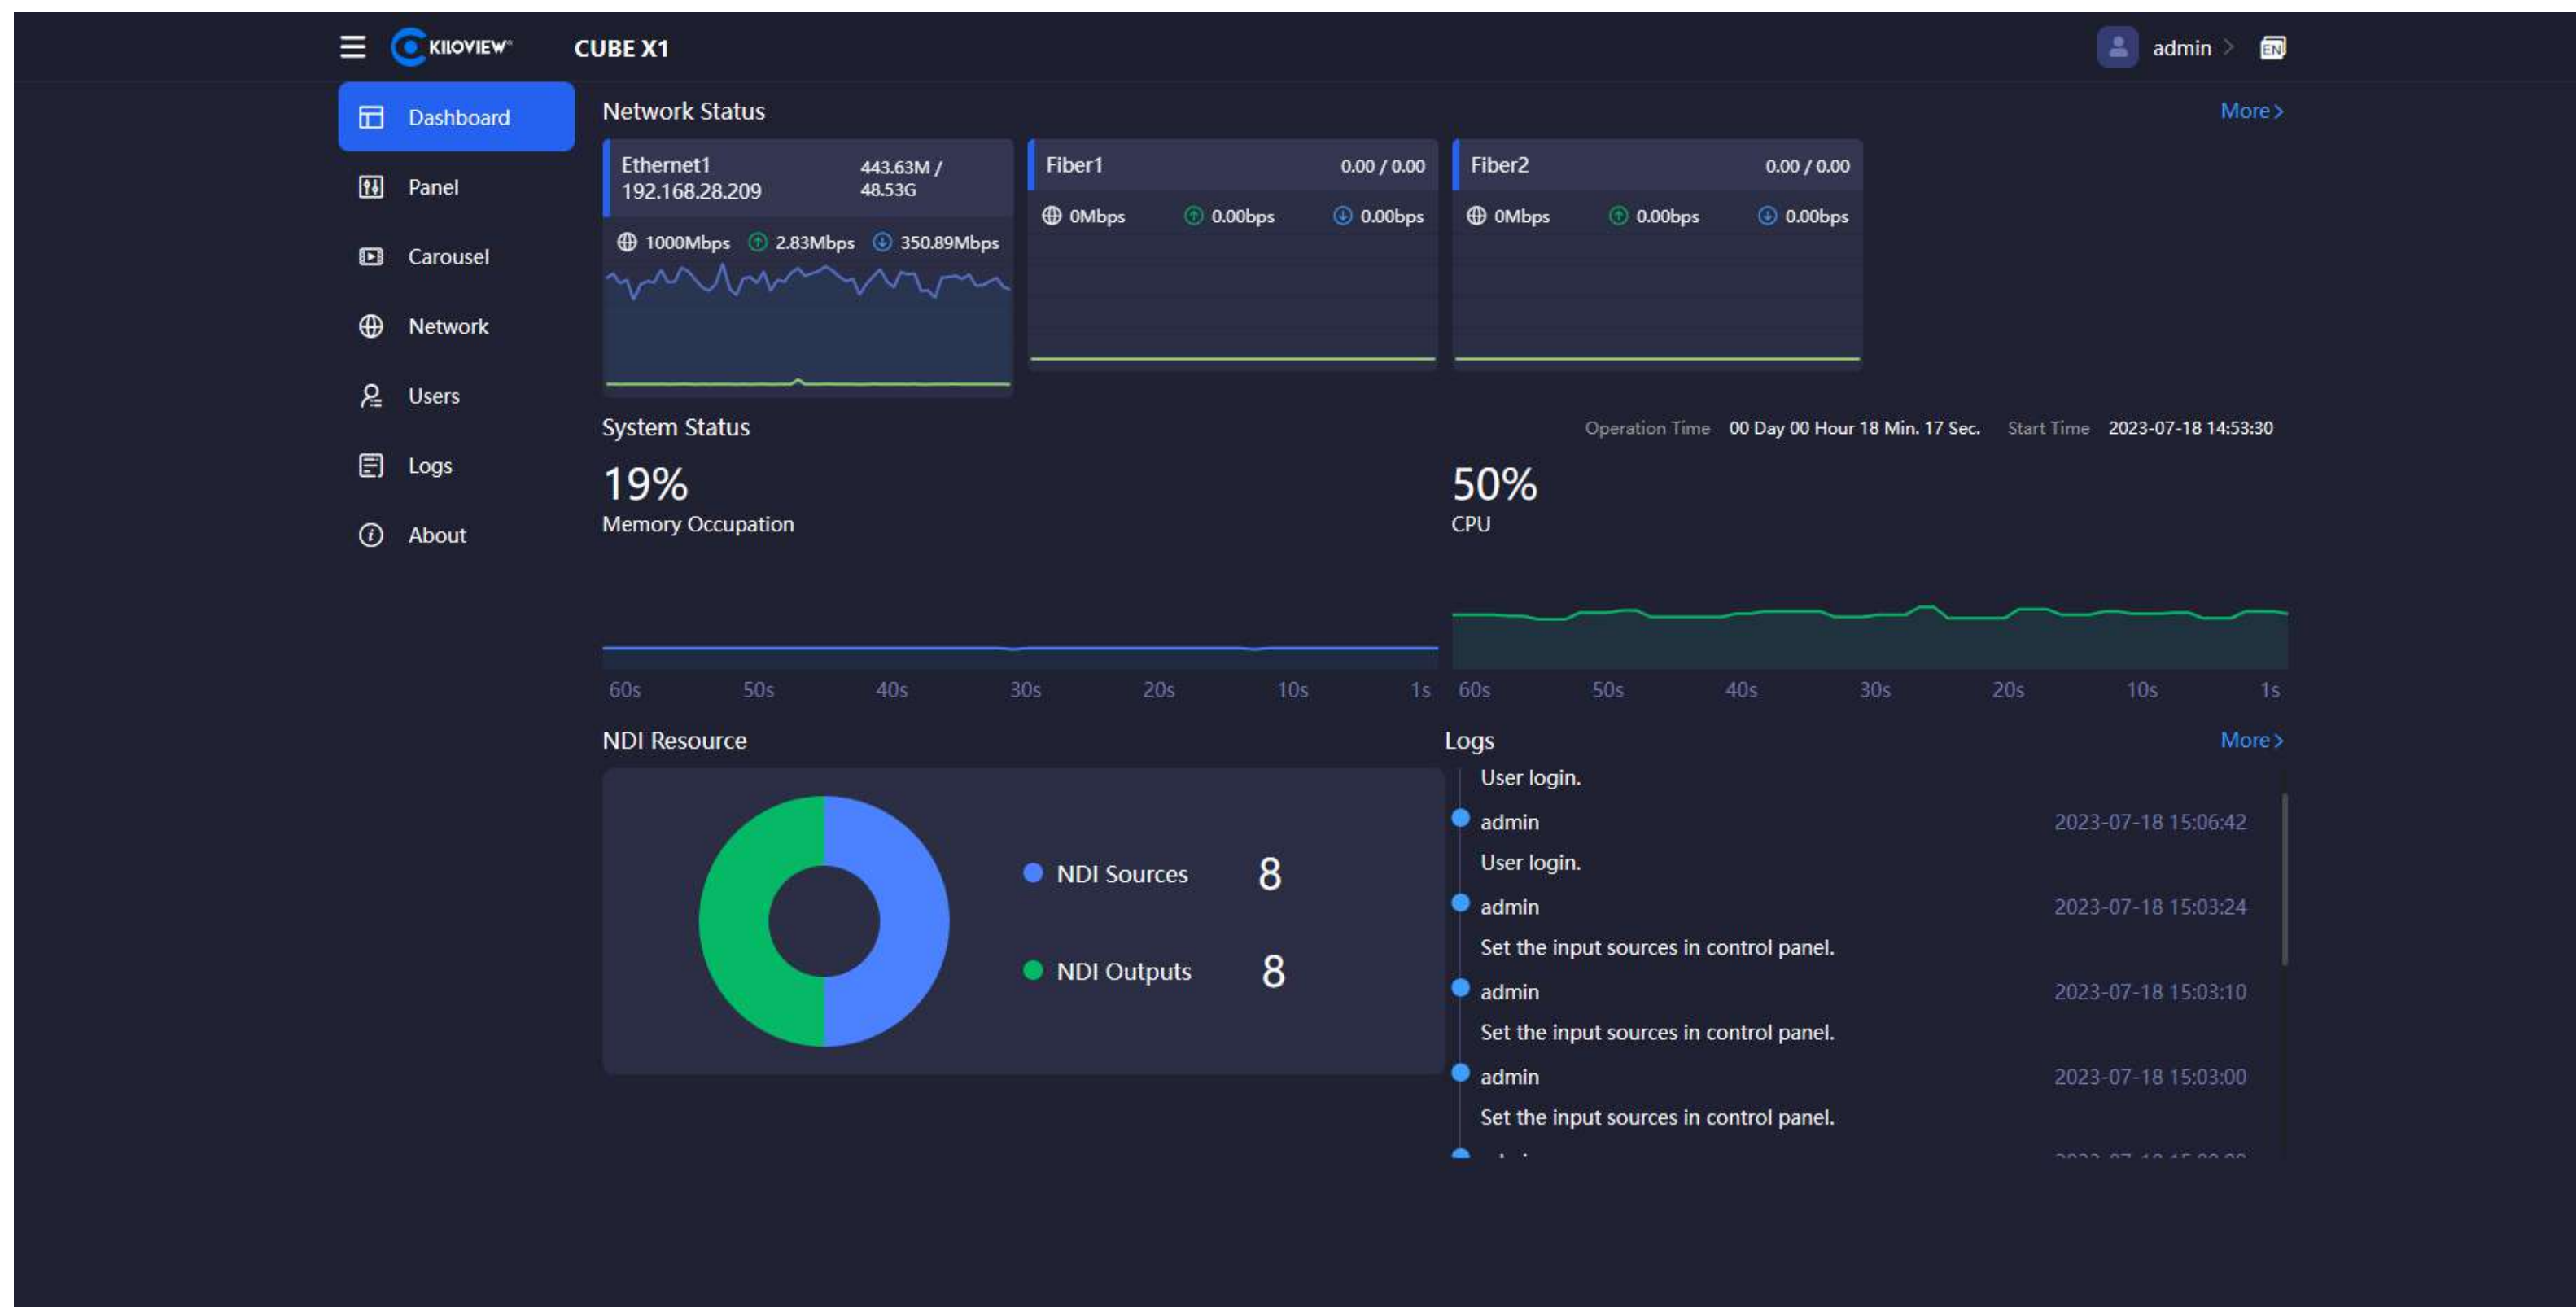 KILOVIEW
CUBE X1
admin
EN
Dashboard
Panel
Carousel
Network
Users
Logs
About
Network Status
More
Ethernet1
192.168.28.209
443.63M /
48.53G
1000Mbps 2.83Mbps 350.89Mbps
Fiber1 0.00 / 0.00
0Mbps 0.00bps 0.00bps
Fiber2 0.00 / 0.00
0Mbps 0.00bps 0.00bps
System Status
Operation Time 00 Day 00 Hour 18 Min. 17 Sec. Start Time 2023-07-18 14:53:30
19%
Memory Occupation
60s 50s 40s 30s 20s 10s 1s
50%
CPU
60s 50s 40s 30s 20s 10s 1s
NDI Resource
NDI Sources 8
NDI Outputs 8
Logs
More
User login.
admin 2023-07-18 15:06:42
User login.
admin 2023-07-18 15:03:24
Set the input sources in control panel.
admin 2023-07-18 15:03:10
Set the input sources in control panel.
admin 2023-07-18 15:03:00
Set the input sources in control panel.